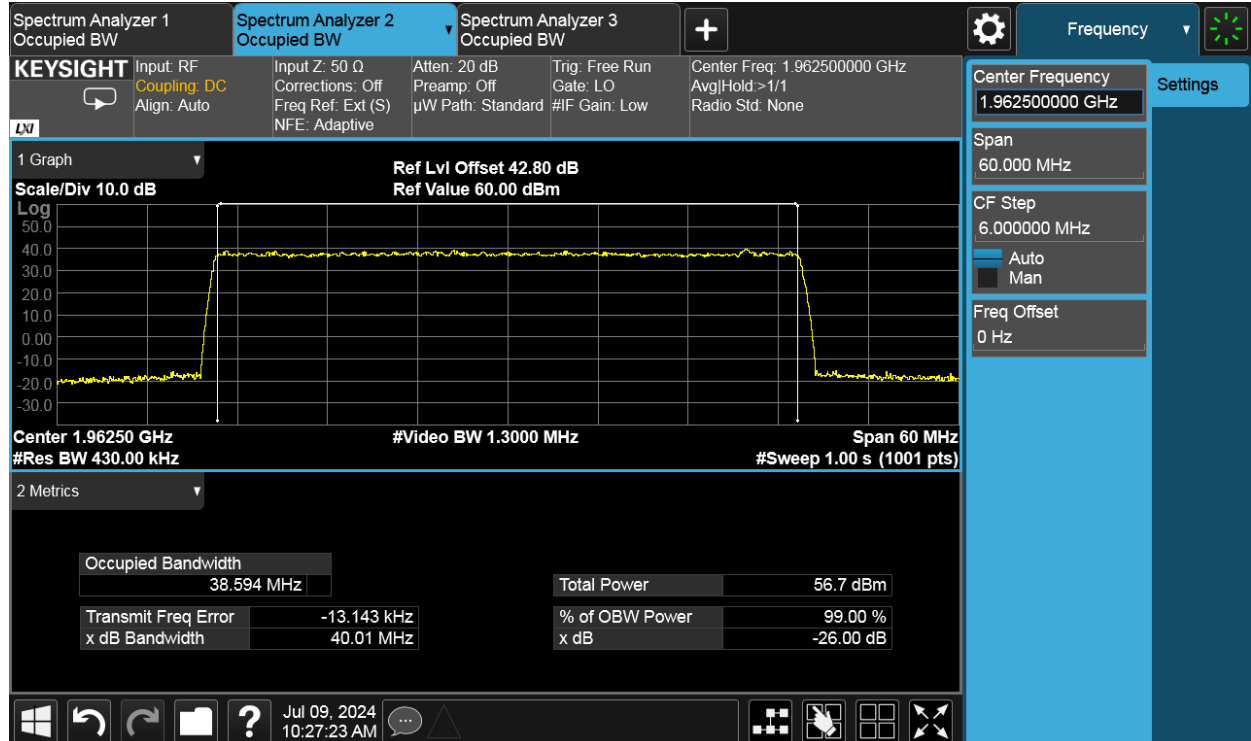 Spectrum Analyzer 1
Occupied BW
Spectrum Analyzer 2
Occupied BW
Spectrum Analyzer 3
Occupied BW
Frequency
KEYSIGHT
LXI
Input: RF
Coupling: DC
Align: Auto
Input Z: 50 Ω
Corrections: Off
Freq Ref: Ext (S)
NFE: Adaptive
Atten: 20 dB
Preamp: Off
µW Path: Standard
Trig: Free Run
Gate: LO
#IF Gain: Low
Center Freq: 1.962500000 GHz
Avg|Hold:>1/1
Radio Std: None
Center Frequency
1.962500000 GHz
Settings
Span
60.000 MHz
CF Step
6.000000 MHz
Auto
Man
Freq Offset
0 Hz
1 Graph
Scale/Div 10.0 dB
Ref Lvl Offset 42.80 dB
Ref Value 60.00 dBm
Log
50.0
40.0
30.0
20.0
10.0
0.00
-10.0
-20.0
-30.0
Center 1.96250 GHz
#Video BW 1.3000 MHz
Span 60 MHz
#Res BW 430.00 kHz
#Sweep 1.00 s (1001 pts)
2 Metrics
Occupied Bandwidth
38.594 MHz
Total Power 56.7 dBm
Transmit Freq Error -13.143 kHz
% of OBW Power 99.00 %
x dB Bandwidth 40.01 MHz
x dB -26.00 dB
?
Jul 09, 2024
10:27:23 AM